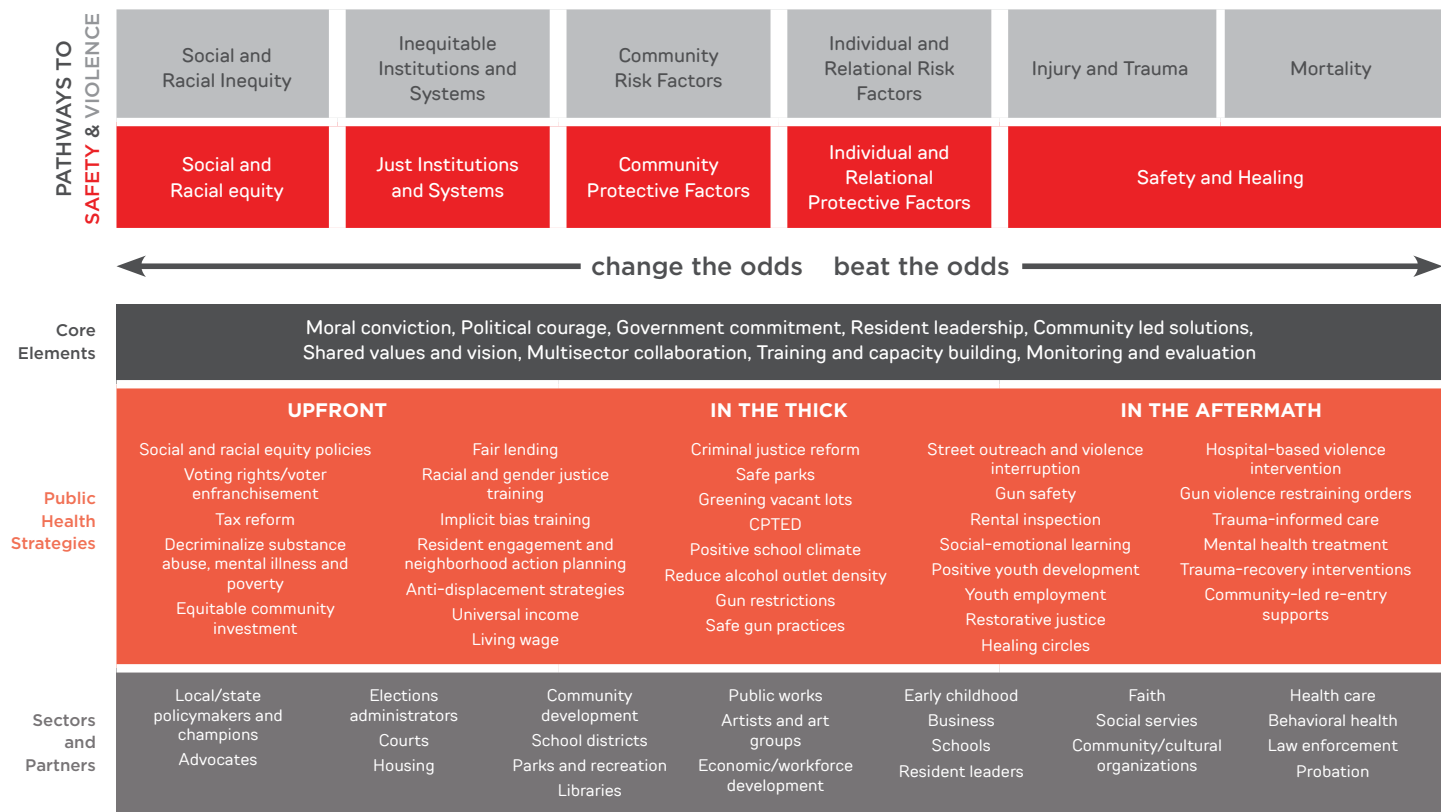 PATHWAYS TO
SAFETY & VIOLENCE
Social and
Racial Inequity
Inequitable
Institutions and
Systems
Community
Risk Factors
Individual and
Relational Risk
Factors
Injury and Trauma
Mortality
Social and
Racial equity
Just Institutions
and Systems
Community
Protective Factors
Individual and
Relational
Protective Factors
Safety and Healing
change the odds
beat the odds
Core
Elements
Moral conviction, Political courage, Government commitment, Resident leadership, Community led solutions,
Shared values and vision, Multisector collaboration, Training and capacity building, Monitoring and evaluation
Public
Health
Strategies
UPFRONT
Social and racial equity policies
Voting rights/voter
enfranchisement
Tax reform
Decriminalize substance
abuse, mental illness and
poverty
Equitable community
investment
Fair lending
Racial and gender justice
training
Implicit bias training
Resident engagement and
neighborhood action planning
Anti-displacement strategies
Universal income
Living wage
IN THE THICK
Criminal justice reform
Safe parks
Greening vacant lots
CPTED
Positive school climate
Reduce alcohol outlet density
Gun restrictions
Safe gun practices
IN THE AFTERMATH
Street outreach and violence
interruption
Gun safety
Rental inspection
Social-emotional learning
Positive youth development
Youth employment
Restorative justice
Healing circles
Hospital-based violence
intervention
Gun violence restraining orders
Trauma-informed care
Mental health treatment
Trauma-recovery interventions
Community-led re-entry
supports
Sectors
and
Partners
Local/state
policymakers and
champions
Advocates
Elections
administrators
Courts
Housing
Community
development
School districts
Parks and recreation
Libraries
Public works
Artists and art
groups
Economic/workforce
development
Early childhood
Business
Schools
Resident leaders
Faith
Social servies
Community/cultural
organizations
Health care
Behavioral health
Law enforcement
Probation